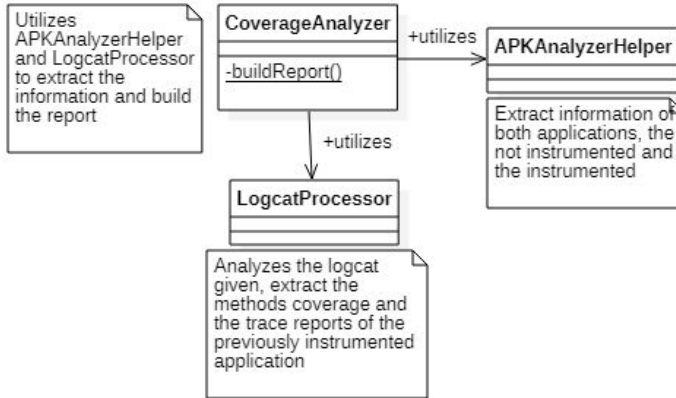 Utilizes
APKAnalyzerHelper
and LogcatProcessor
to extract the
information and build
the report
CoverageAnalyzer
-buildReport()
+utilizes
APKAnalyzerHelper
Extract information of
both applications, the
not instrumented and
the instrumented
+utilizes
LogcatProcessor
Analyzes the logcat
given, extract the
methods coverage and
the trace reports of the
previously instrumented
application